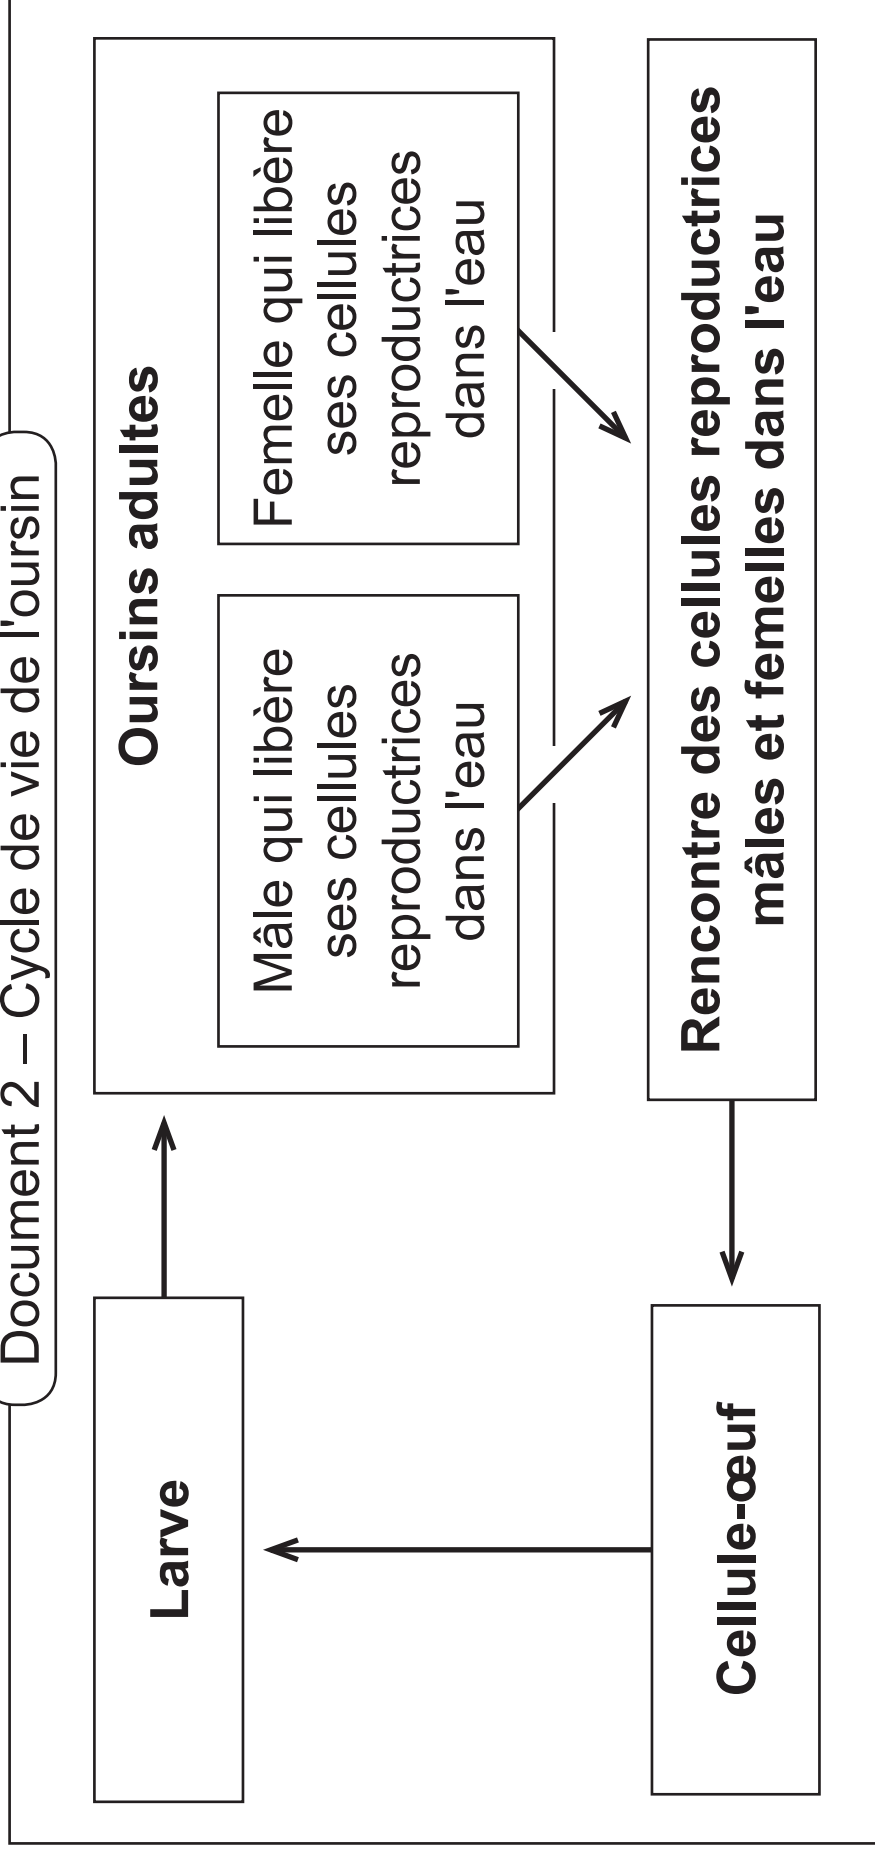 Document 2 – Cycle de vie de l'oursin
Oursins adultes
Mâle qui libère
ses cellules
reproductrices
dans l'eau
Femelle qui libère
ses cellules
reproductrices
dans l'eau
Rencontre des cellules reproductrices
mâles et femelles dans l'eau
Cellule-œuf
Larve